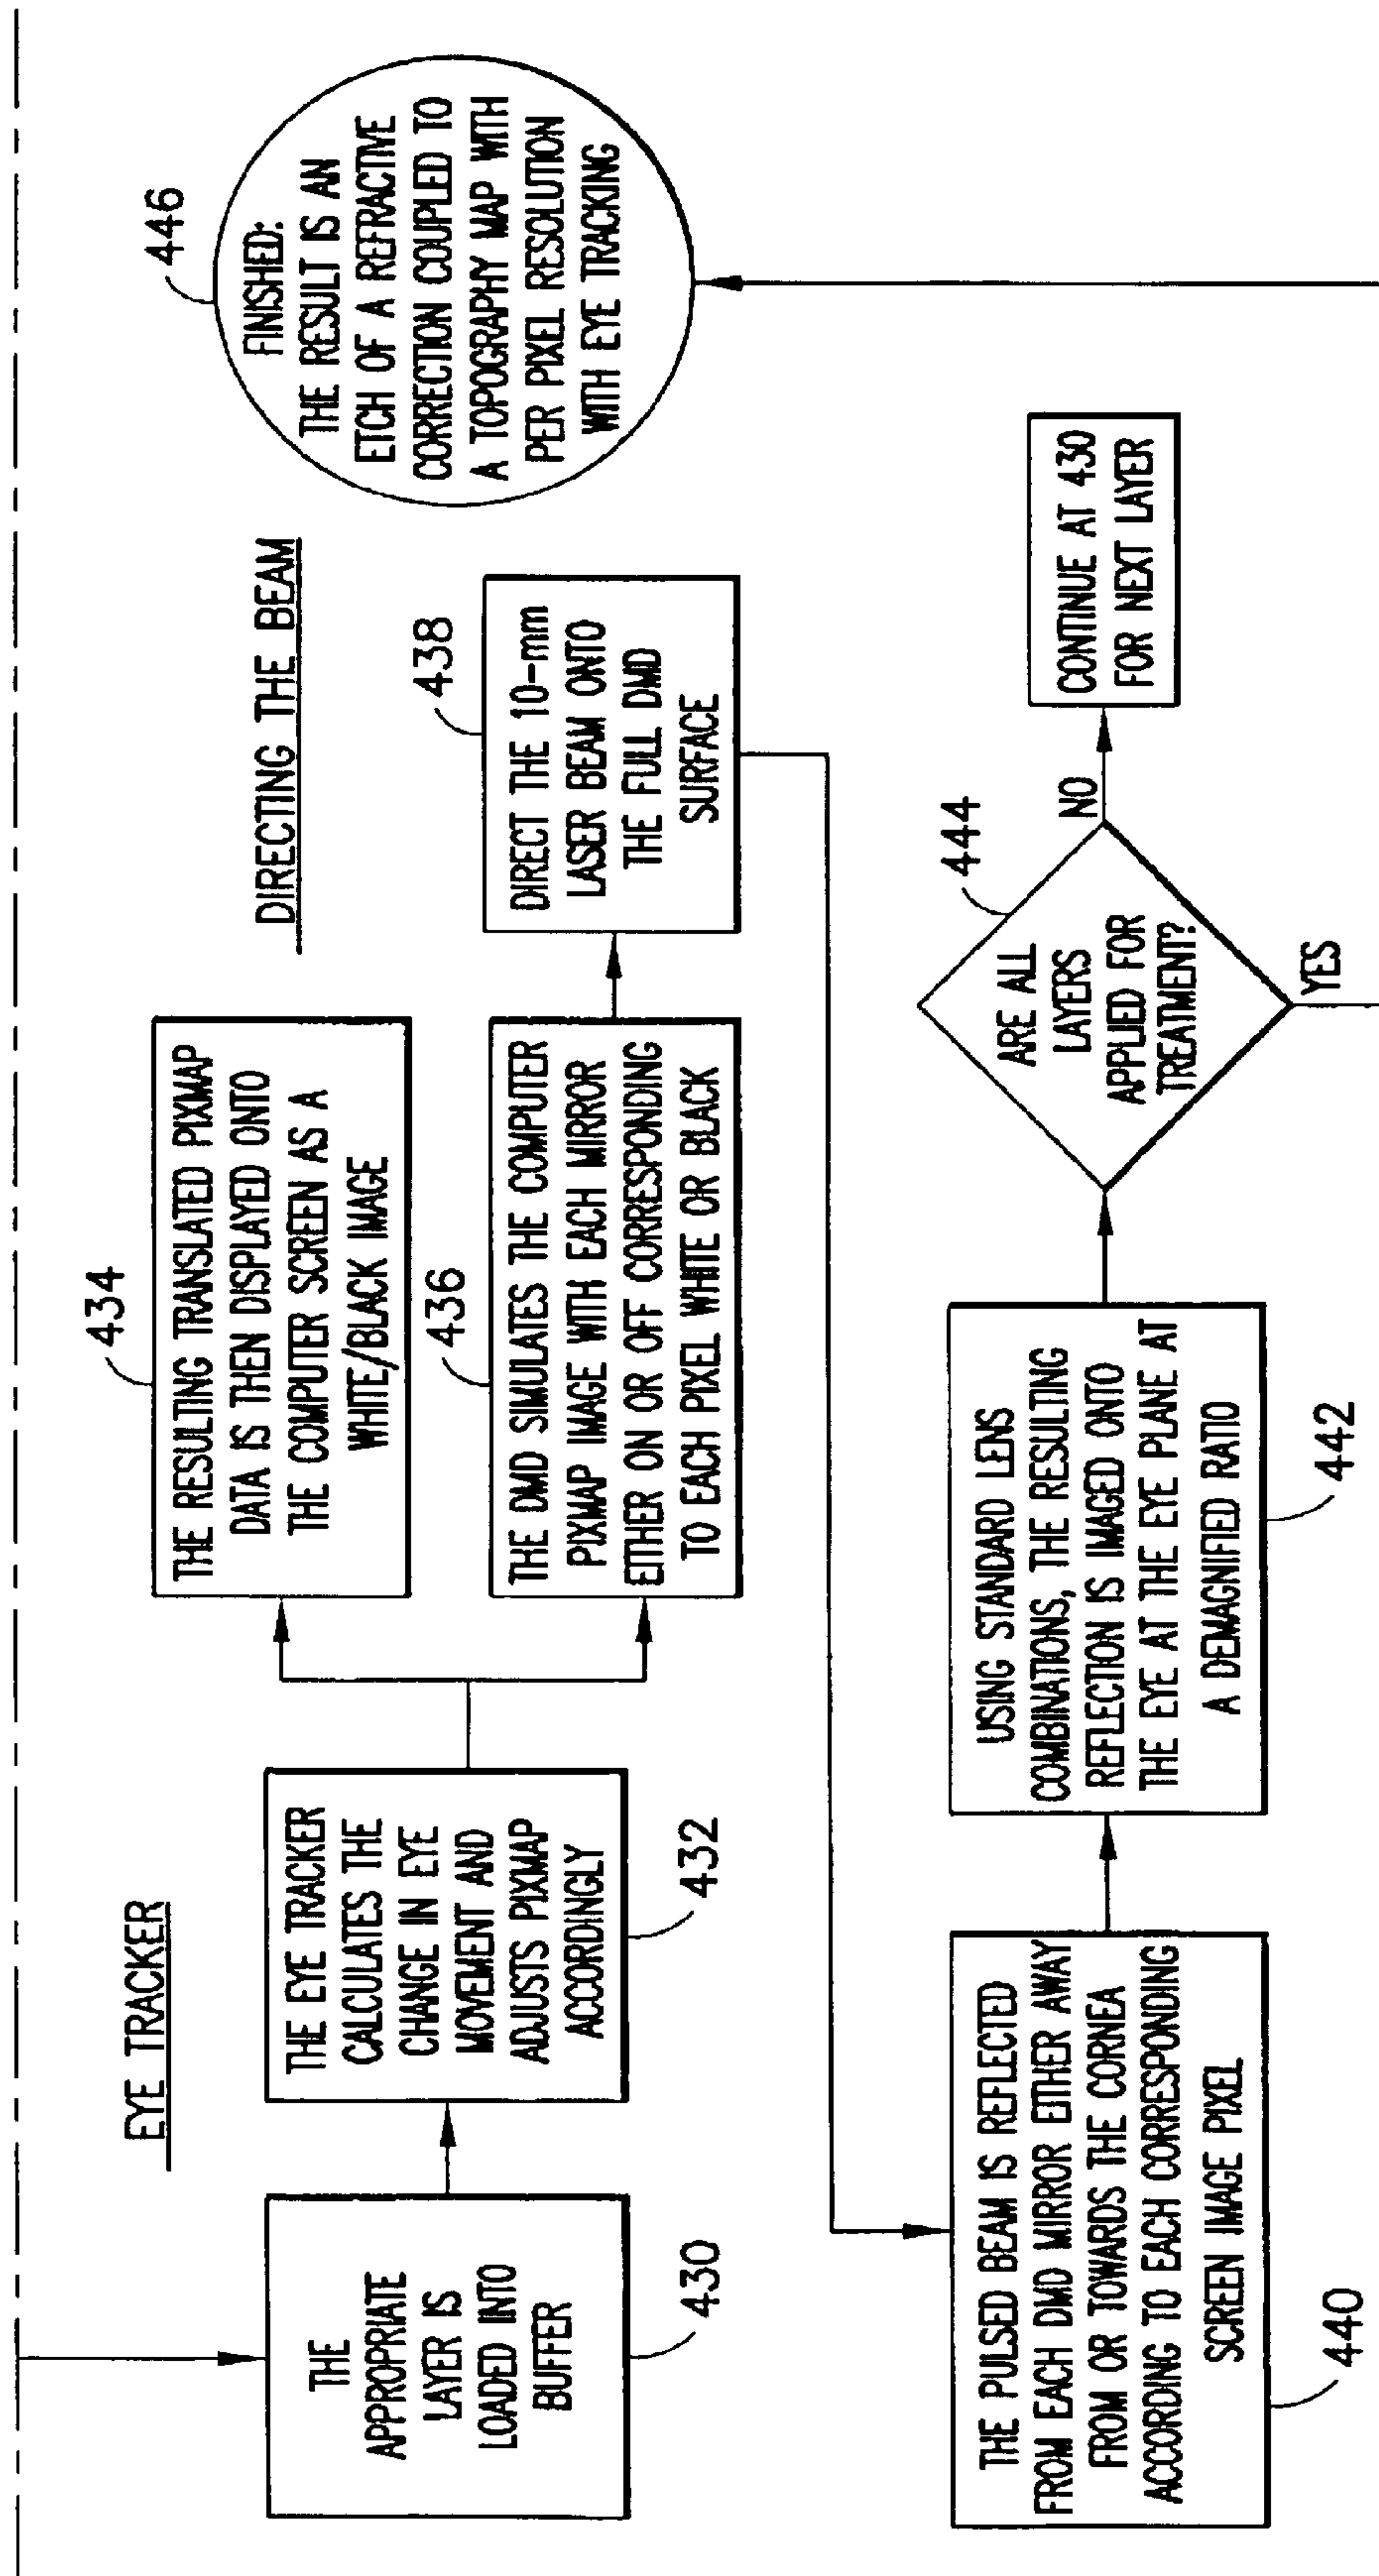 EYE TRACKER
THE
APPROPRIATE
LAYER IS
LOADED INTO
BUFFER
430
THE EYE TRACKER
CALCULATES THE
CHANGE IN EYE
MOVEMENT AND
ADJUSTS PIXMAP
ACCORDINGLY
432
434
THE RESULTING TRANSLATED PIXMAP
DATA IS THEN DISPLAYED ONTO
THE COMPUTER SCREEN AS A
WHITE/BLACK IMAGE
436
THE DMD SIMULATES THE COMPUTER
PIXMAP IMAGE WITH EACH MIRROR
EITHER ON OR OFF CORRESPONDING
TO EACH PIXEL WHITE OR BLACK
DIRECTING THE BEAM
438
DIRECT THE 10-mm
LASER BEAM ONTO
THE FULL DMD
SURFACE
446
FINISHED:
THE RESULT IS AN
ETCH OF A REFRACTIVE
CORRECTION COUPLED TO
A TOPOGRAPHY MAP WITH
PER PIXEL RESOLUTION
WITH EYE TRACKING
THE PULSED BEAM IS REFLECTED
FROM EACH DMD MIRROR EITHER AWAY
FROM OR TOWARDS THE CORNEA
ACCORDING TO EACH CORRESPONDING
SCREEN IMAGE PIXEL
440
USING STANDARD LENS
COMBINATIONS, THE RESULTING
REFLECTION IS IMAGED ONTO
THE EYE AT THE EYE PLANE AT
A DEMAGNIFIED RATIO
442
444
ARE ALL
LAYERS
APPLIED FOR
TREATMENT?
NO
YES
CONTINUE AT 430
FOR NEXT LAYER